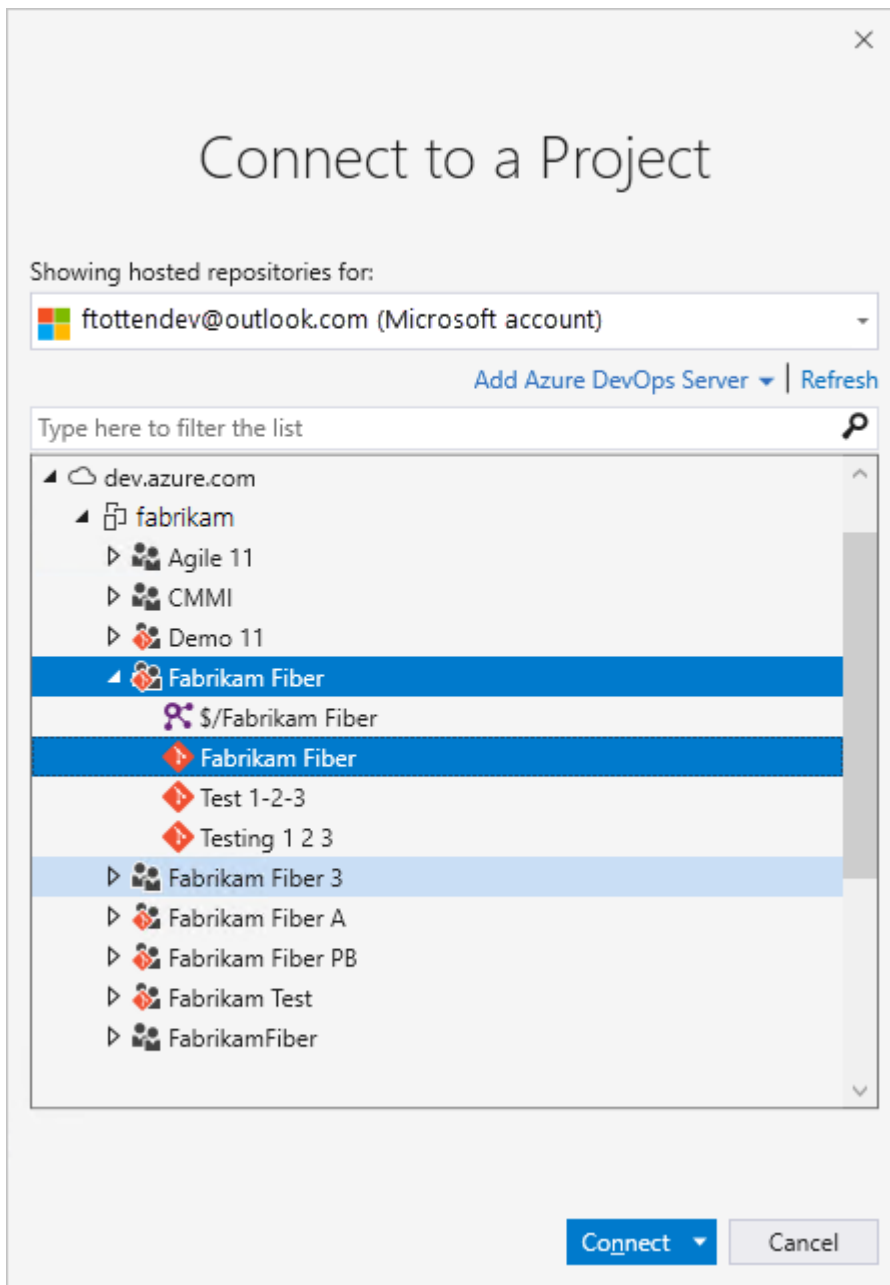 Connect to a Project
Showing hosted repositories for:
ftottendev@outlook.com (Microsoft account)
Add Azure DevOps Server | Refresh
Type here to filter the list
dev.azure.com
fabrikam
Agile 11
CMMI
Demo 11
Fabrikam Fiber
$/Fabrikam Fiber
Fabrikam Fiber
Test 1-2-3
Testing 1 2 3
Fabrikam Fiber 3
Fabrikam Fiber A
Fabrikam Fiber PB
Fabrikam Test
FabrikamFiber
Connect Cancel